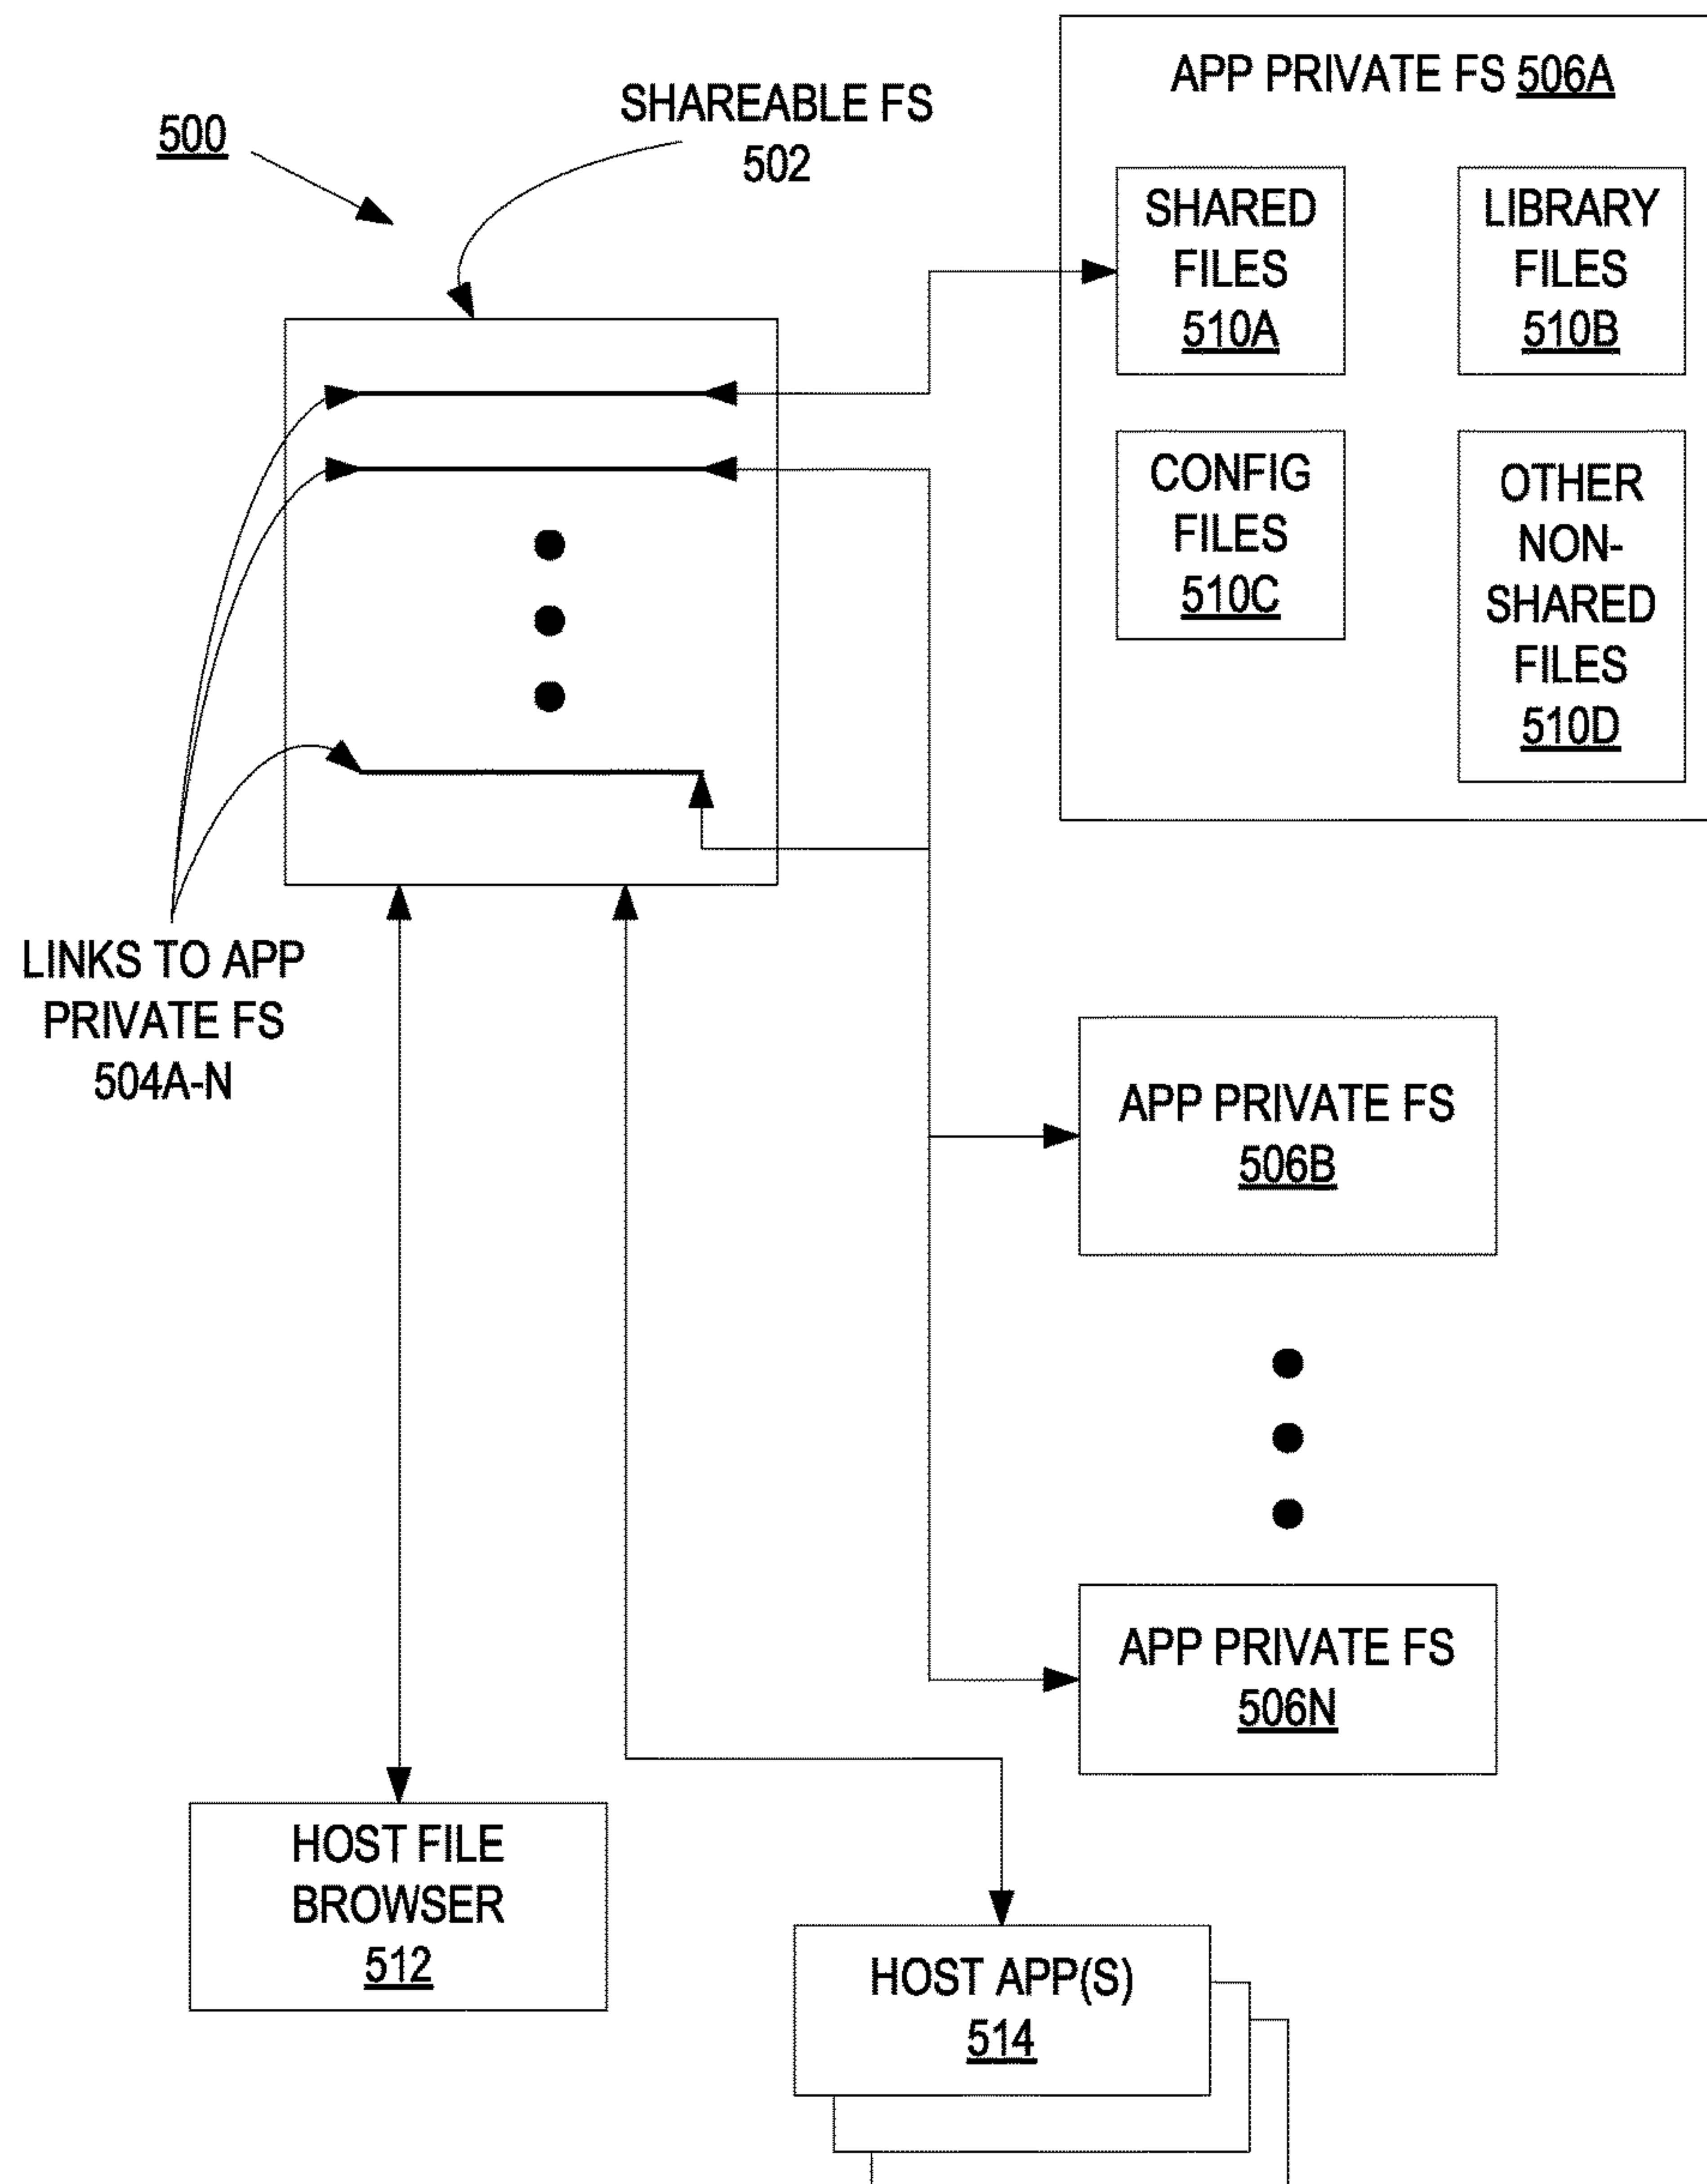 500
SHAREABLE FS
502
APP PRIVATE FS 506A
SHARED
FILES
510A
LIBRARY
FILES
510B
CONFIG
FILES
510C
OTHER
NON-
SHARED
FILES
510D
LINKS TO APP
PRIVATE FS
504A-N
APP PRIVATE FS
506B
APP PRIVATE FS
506N
HOST FILE
BROWSER
512
HOST APP(S)
514